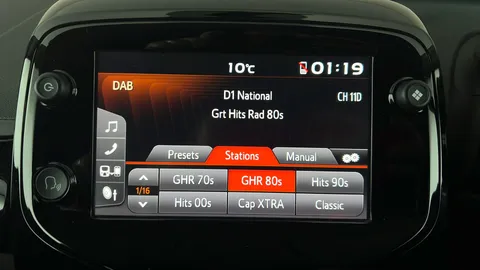 10°C 01:19
DAB
D1 National CH 11D
Grt Hits Rad 80s
Presets Stations Manual
GHR 70s GHR 80s Hits 90s
1/16
Hits 00s Cap XTRA Classic